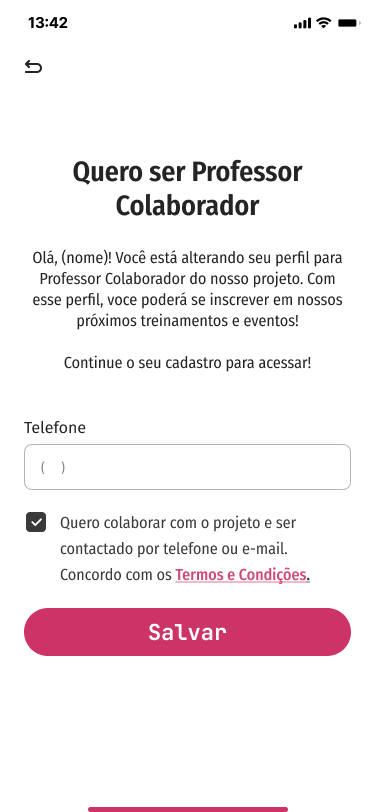 13:42
Quero ser Professor
Colaborador
Olá, (nome)! Você está alterando seu perfil para
Professor Colaborador do nosso projeto. Com
esse perfil, voce poderá se inscrever em nossos
próximos treinamentos e eventos!
Continue o seu cadastro para acessar!
Telefone
( )
Quero colaborar com o projeto e ser
contactado por telefone ou e-mail.
Concordo com os Termos e Condições.
Salvar